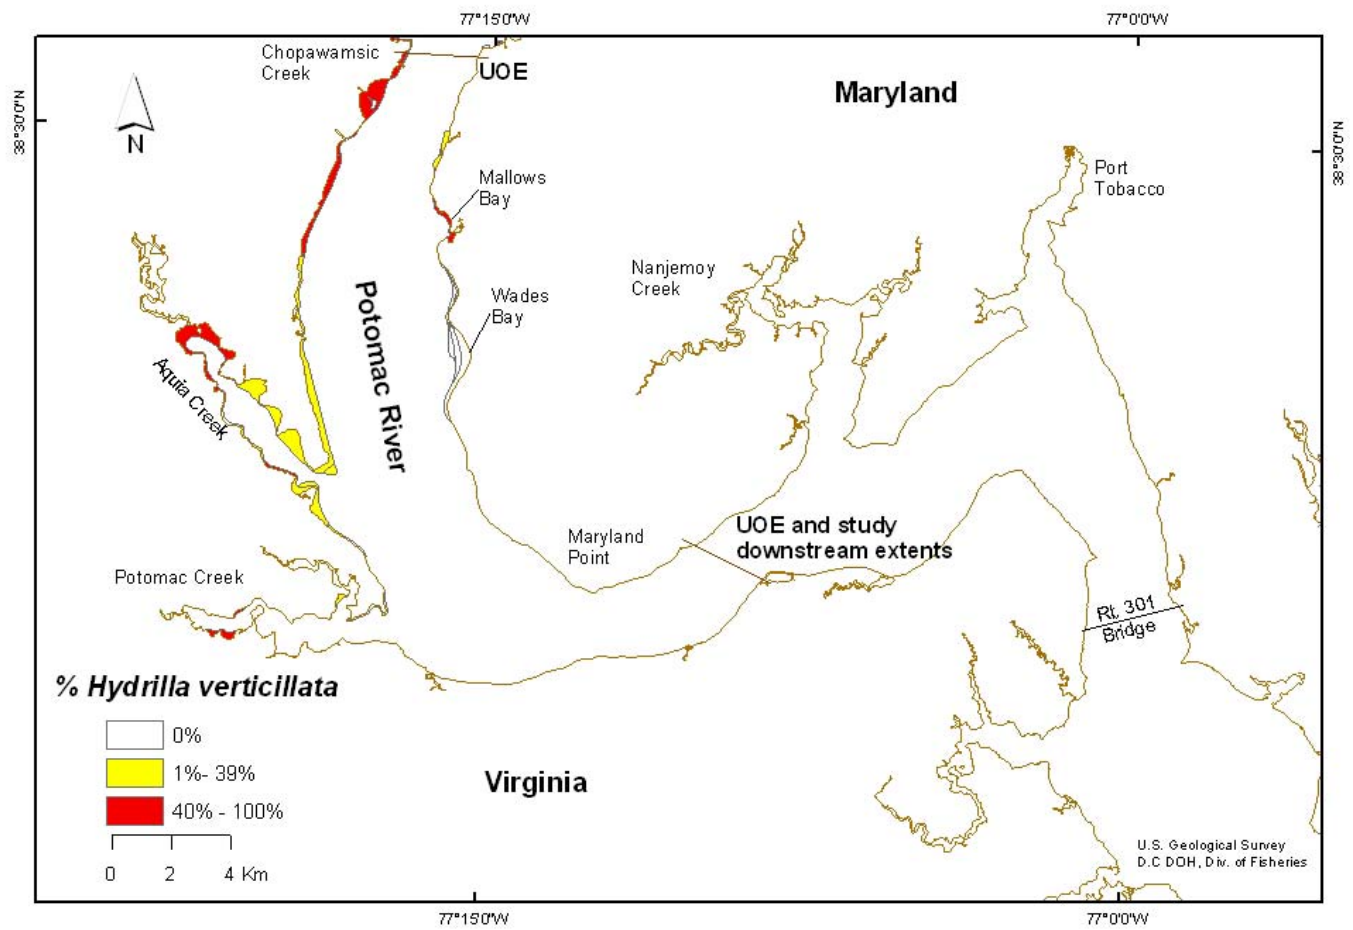 77°15'0"W
77°0'0"W
Chopawamsic
Creek
UOE
Maryland
38°30'0"N
38°30'0"N
N
Mallows
Bay
Port
Tobacco
Nanjemoy
Creek
Wades
Bay
Potomac River
Aquia Creek
UOE and study
downstream extents
Maryland
Point
Potomac Creek
Rt. 301
Bridge
% Hydrilla verticillata
0%
1%- 39%
40% - 100%
0 2 4 Km
Virginia
U.S. Geological Survey
D.C DOH, Div. of Fisheries
77°15'0"W
77°0'0"W